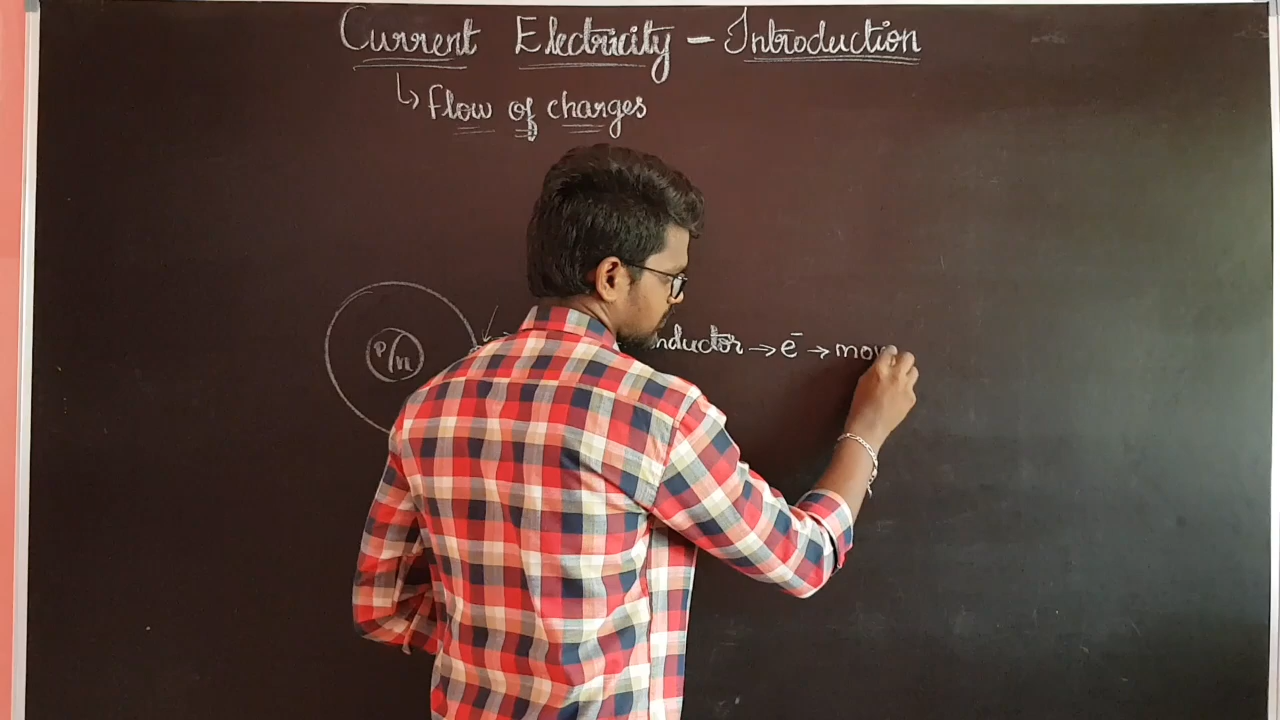 Current Electricity - Introduction
↳ flow of charges
P/n
nductor → e⁻ → mov